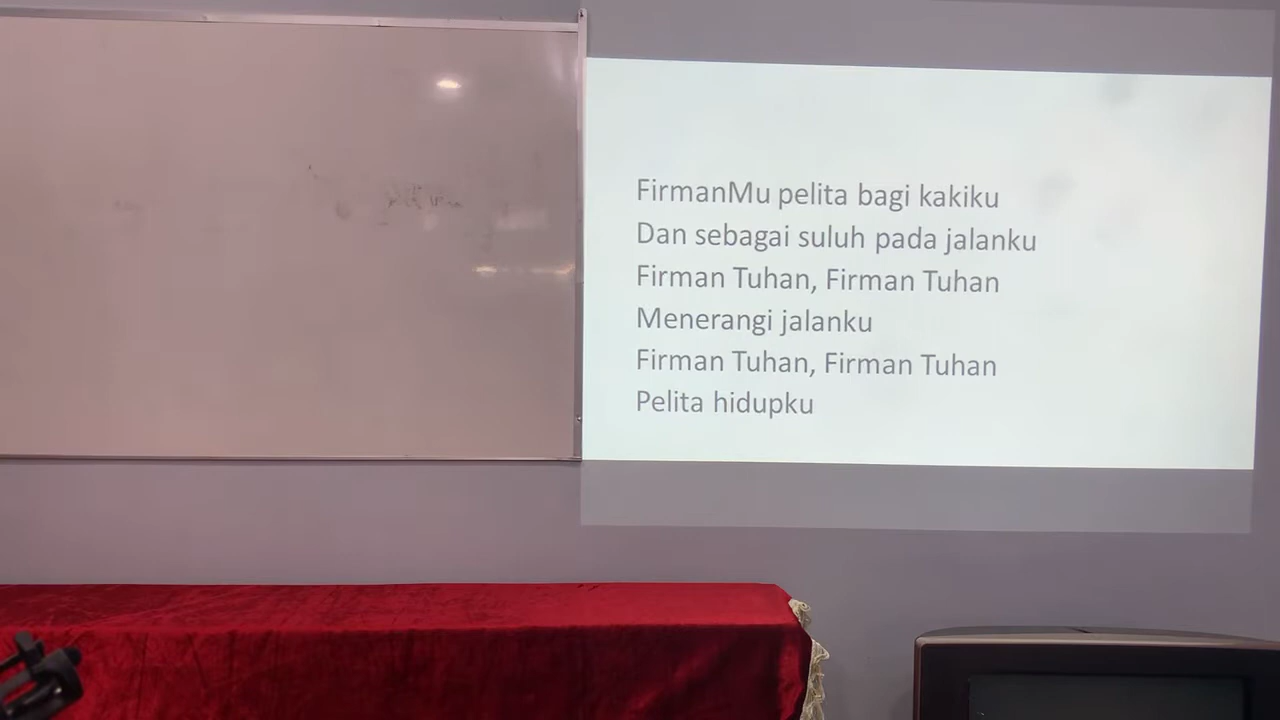 FirmanMu pelita bagi kakiku
Dan sebagai suluh pada jalanku
Firman Tuhan, Firman Tuhan
Menerangi jalanku
Firman Tuhan, Firman Tuhan
Pelita hidupku